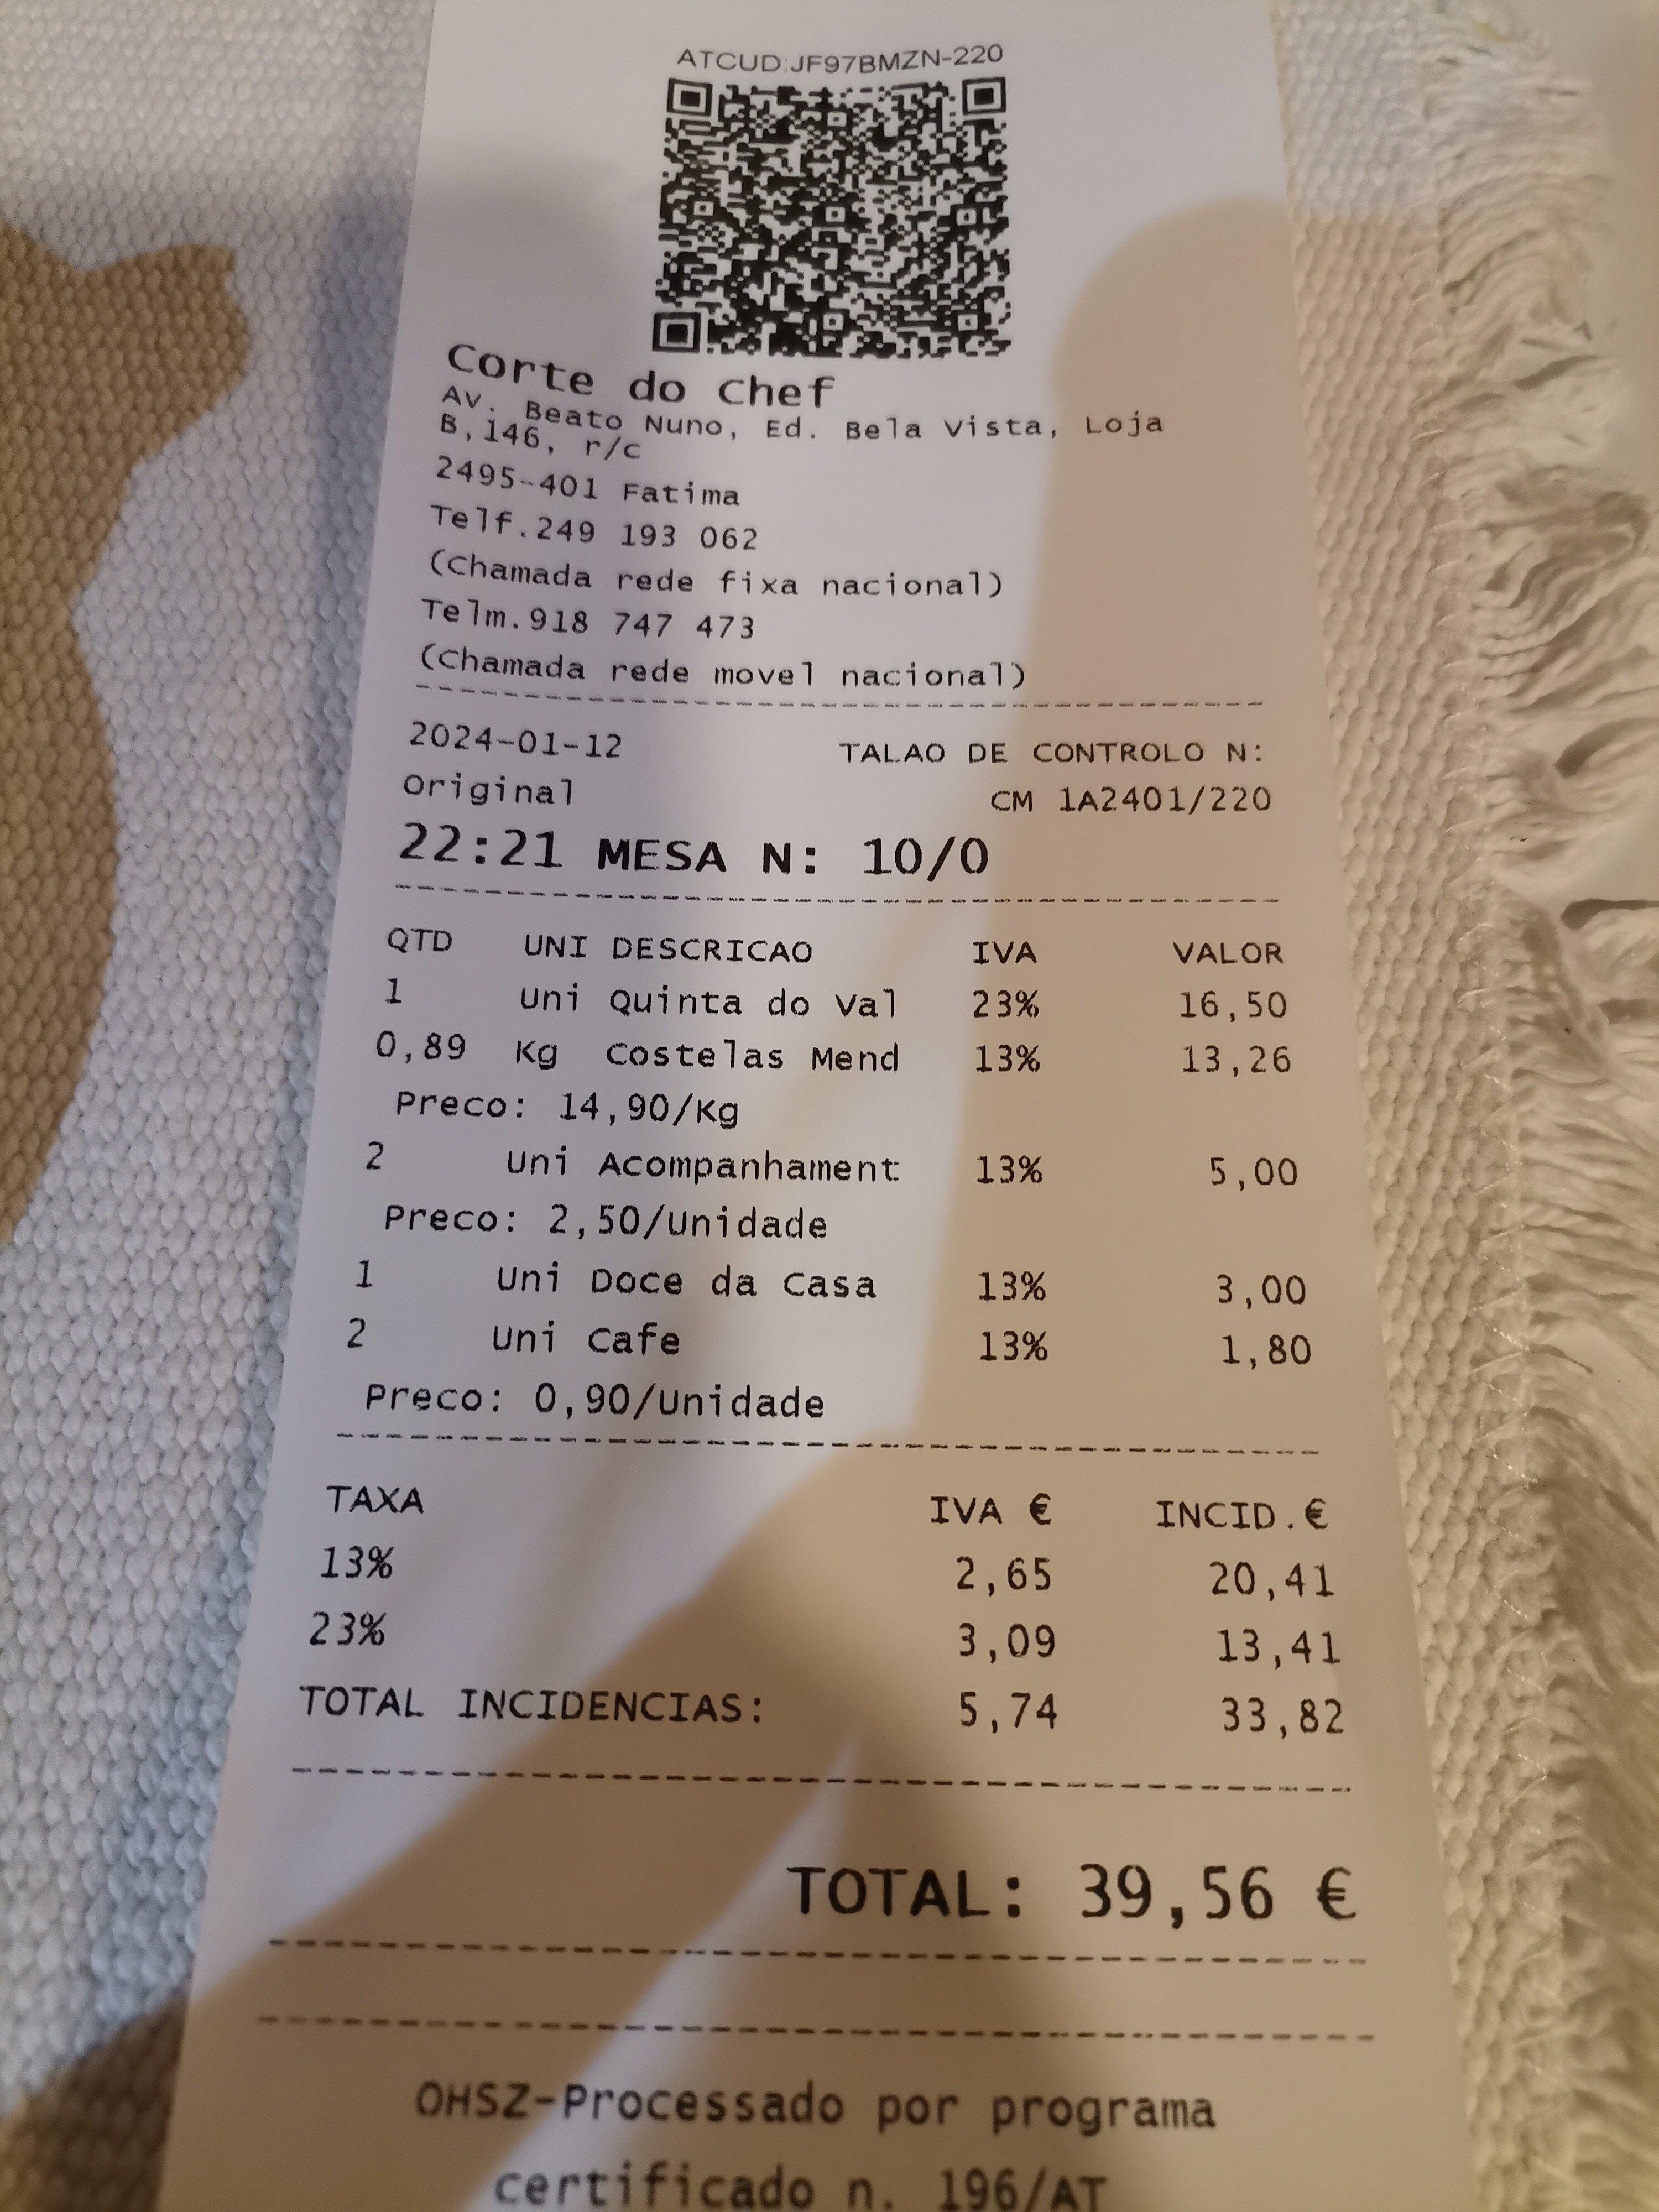 ATCUD:JF97BMZN-220
Corte do Chef
Av. Beato Nuno, Ed. Bela Vista, Loja
B,146, r/c
2495-401 Fatima
Telf.249 193 062
(Chamada rede fixa nacional)
Telm.918 747 473
(Chamada rede movel nacional)
2024-01-12 TALAO DE CONTROLO N:
Original CM 1A2401/220
22:21 MESA N: 10/0
QTD UNI DESCRICAO IVA VALOR
1 Uni Quinta do Val 23% 16,50
0,89 Kg Costelas Mend 13% 13,26
Preco: 14,90/Kg
2 Uni Acompanhament 13% 5,00
Preco: 2,50/Unidade
1 Uni Doce da Casa 13% 3,00
2 Uni Cafe 13% 1,80
Preco: 0,90/Unidade
TAXA IVA € INCID.€
13% 2,65 20,41
23% 3,09 13,41
TOTAL INCIDENCIAS: 5,74 33,82
TOTAL: 39,56 €
OHSZ-Processado por programa
certificado n. 196/AT